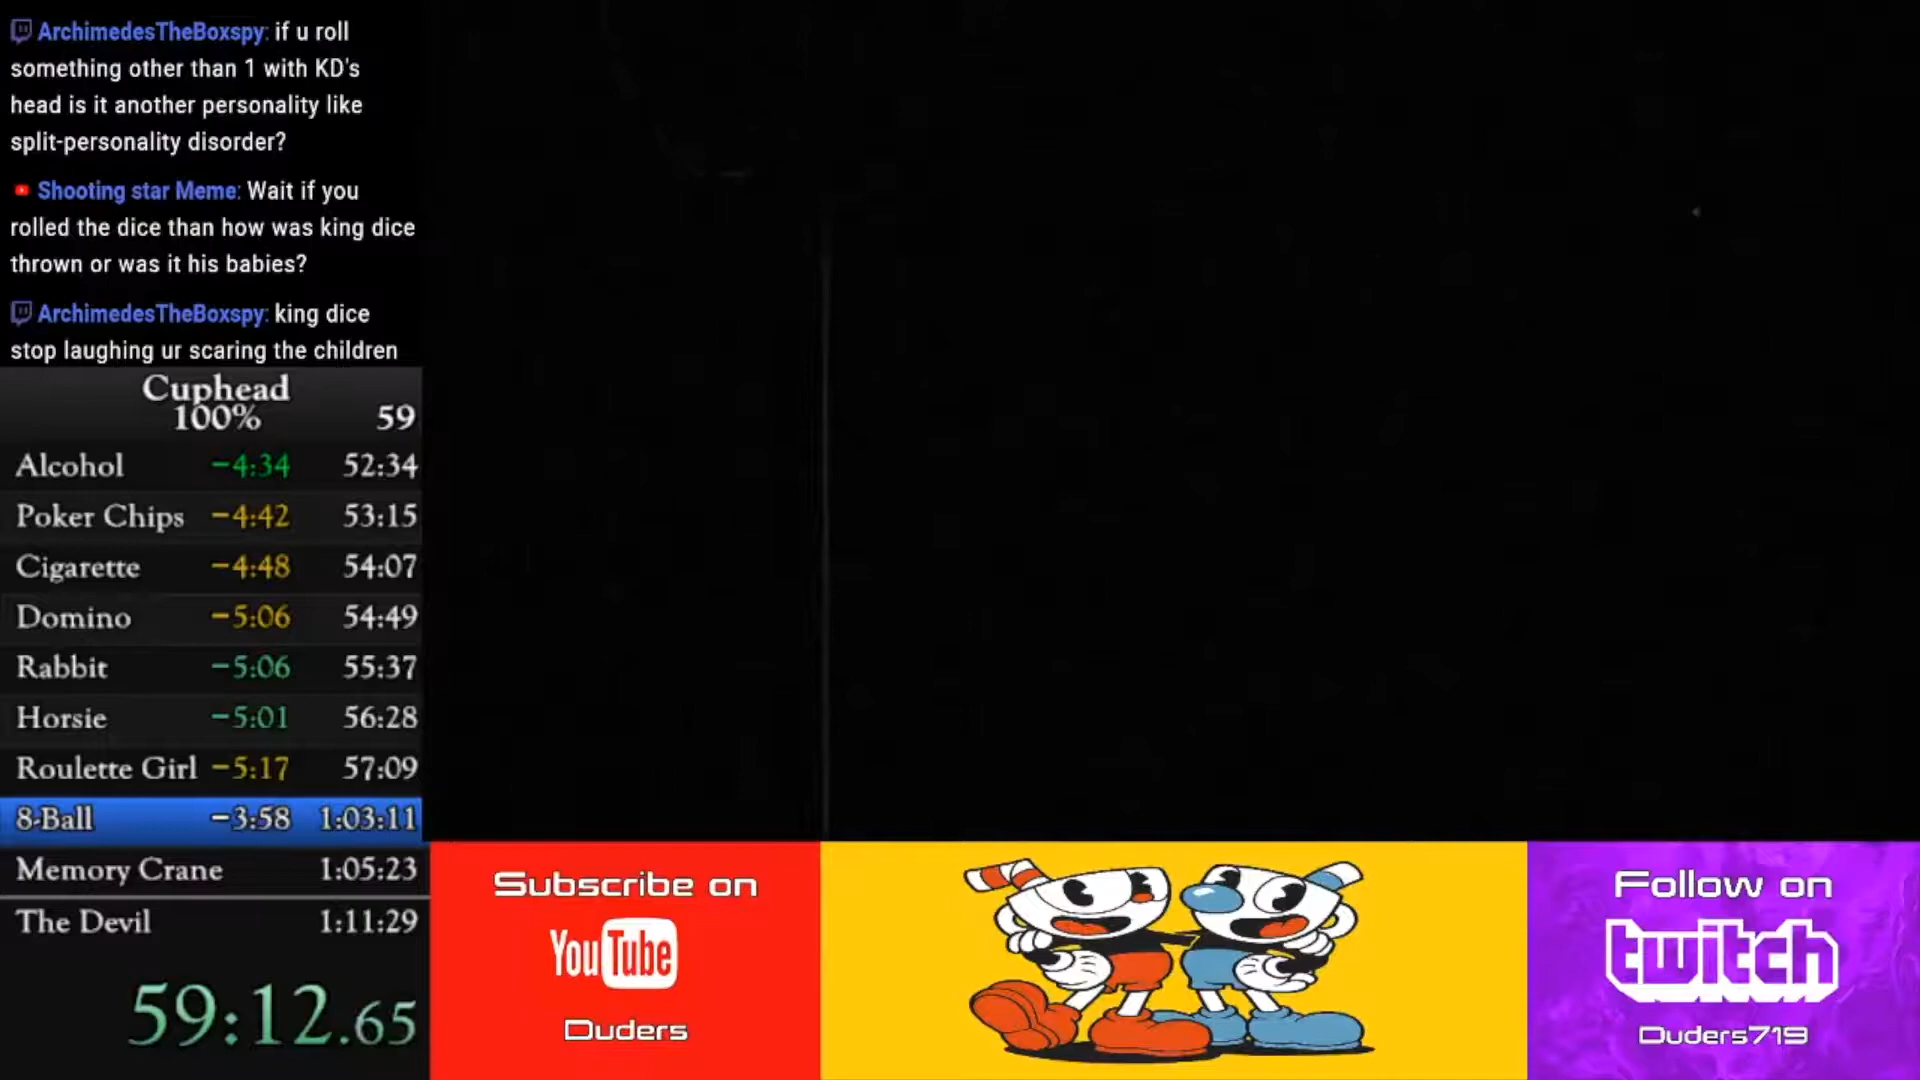 ArchimedesTheBoxspy: if u roll
something other than 1 with KD's
head is it another personality like
split-personality disorder?
Shooting star Meme: Wait if you
rolled the dice than how was king dice
thrown or was it his babies?
ArchimedesTheBoxspy: king dice
stop laughing ur scaring the children
Cuphead
100% 59
Alcohol -4:34 52:34
Poker Chips -4:42 53:15
Cigarette -4:48 54:07
Domino -5:06 54:49
Rabbit -5:06 55:37
Horsie -5:01 56:28
Roulette Girl -5:17 57:09
8-Ball -3:58 1:03:11
Memory Crane 1:05:23
The Devil 1:11:29
59:12.65
Subscribe on
YouTube
Duders
Follow on
twitch
Duders719